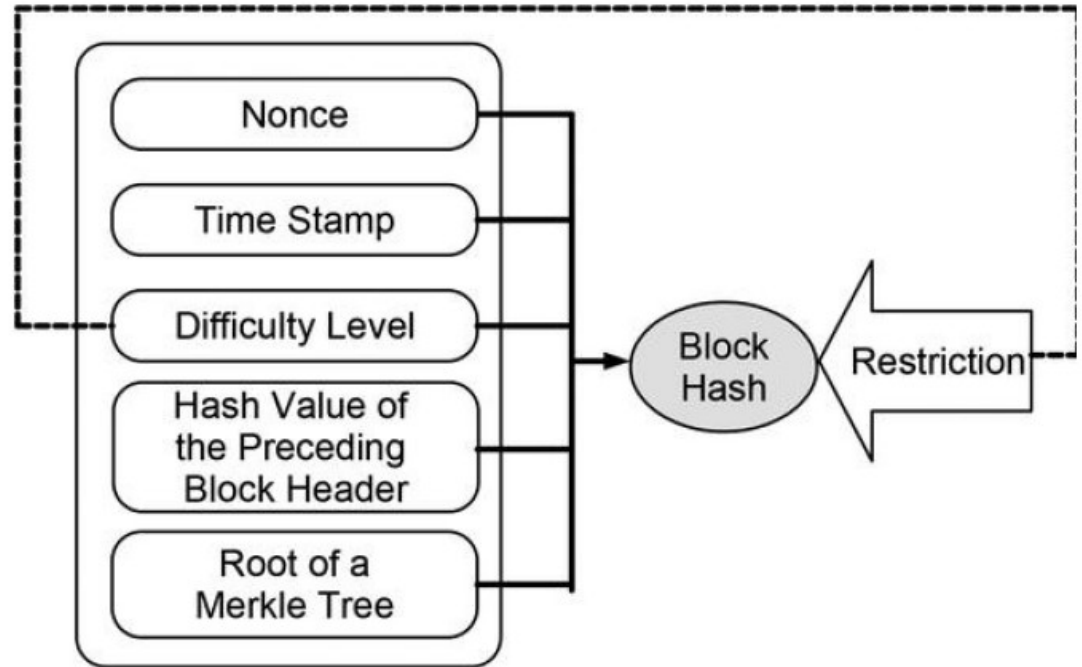 Nonce
Time Stamp
Difficulty Level
Hash Value of
the Preceding
Block Header
Root of a
Merkle Tree
Block
Hash
Restriction